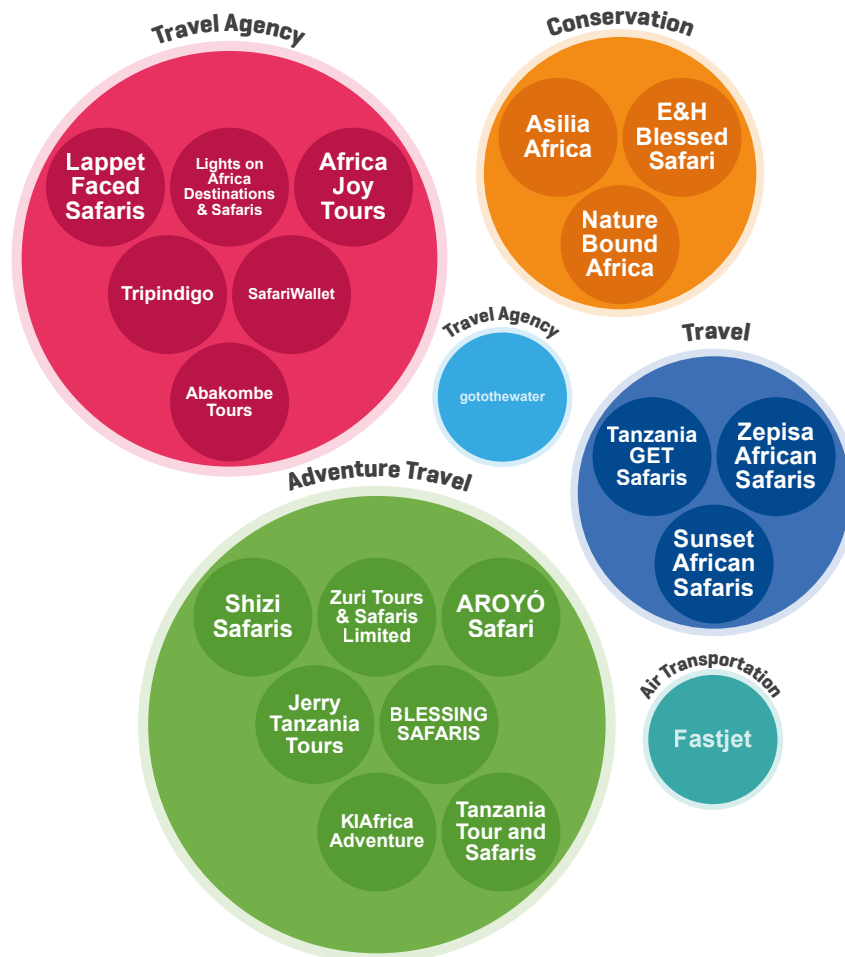 Travel Agency
Lappet
Faced
Safaris
Lights on
Africa
Destinations
& Safaris
Africa
Joy
Tours
Tripindigo
SafariWallet
Abakombe
Tours
Conservation
Asilia
Africa
E&H
Blessed
Safari
Nature
Bound
Africa
Travel Agency
gotothewater
Travel
Tanzania
GET
Safaris
Zepisa
African
Safaris
Sunset
African
Safaris
Adventure Travel
Shizi
Safaris
Zuri Tours
& Safaris
Limited
AROYÓ
Safari
Jerry
Tanzania
Tours
BLESSING
SAFARIS
KIAfrica
Adventure
Tanzania
Tour and
Safaris
Air Transportation
Fastjet